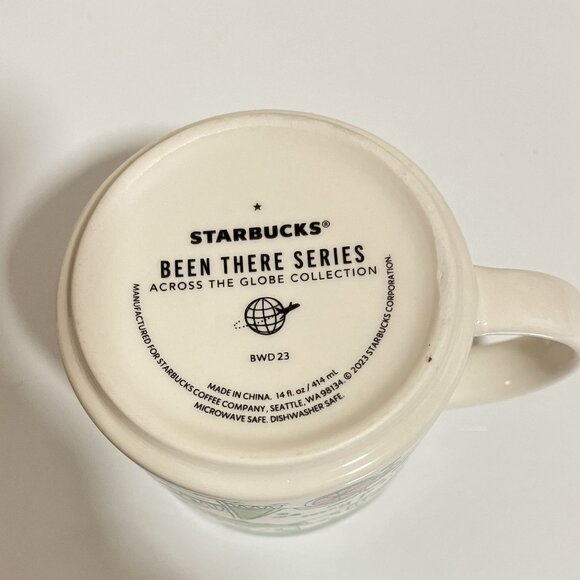 STARBUCKS®
BEEN THERE SERIES
ACROSS THE GLOBE COLLECTION
BWD 23
MADE IN CHINA. 14 fl. oz / 414 mL
MANUFACTURED FOR STARBUCKS COFFEE COMPANY, SEATTLE, WA 98134. © 2023 STARBUCKS CORPORATION.
MICROWAVE SAFE. DISHWASHER SAFE.